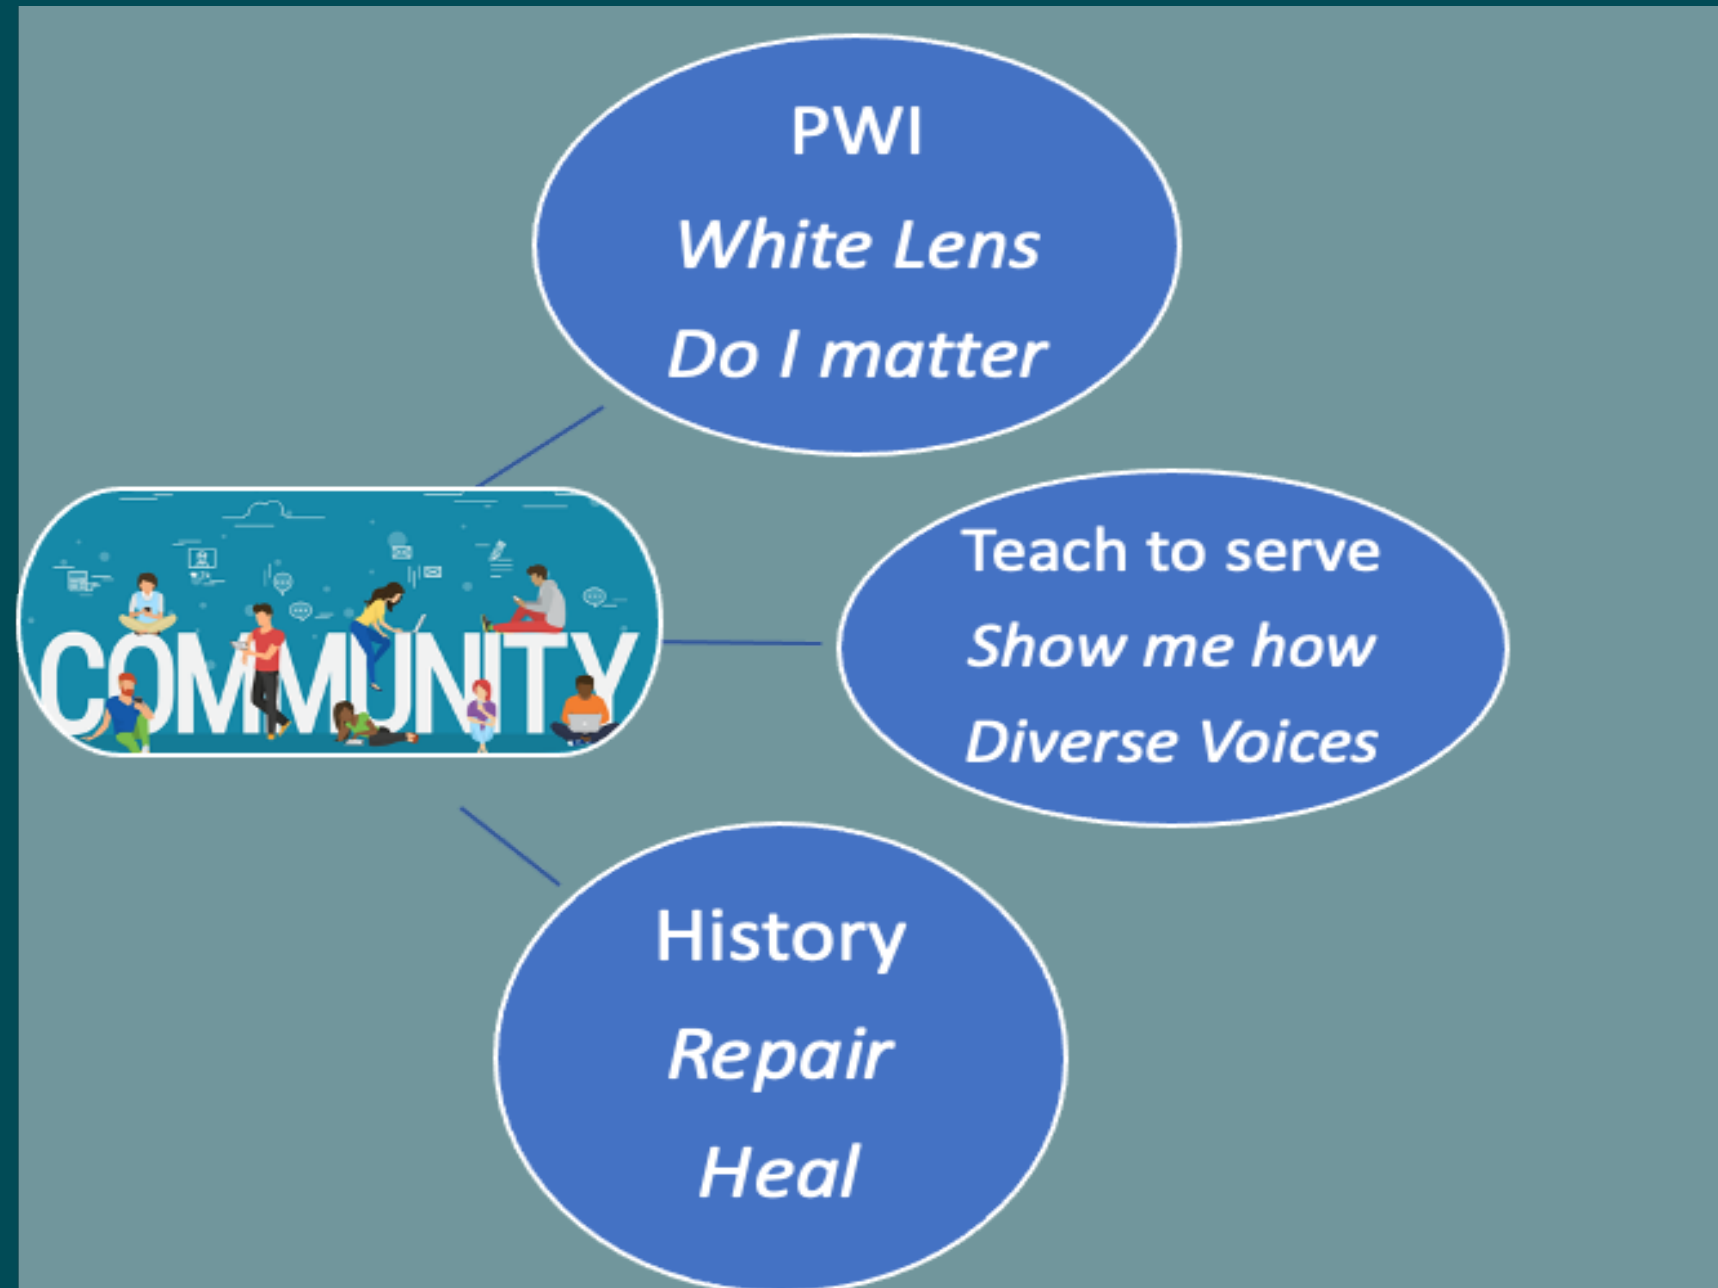 PWI
White Lens
Do I matter
COMMUNITY
Teach to serve
Show me how
Diverse Voices
History
Repair
Heal